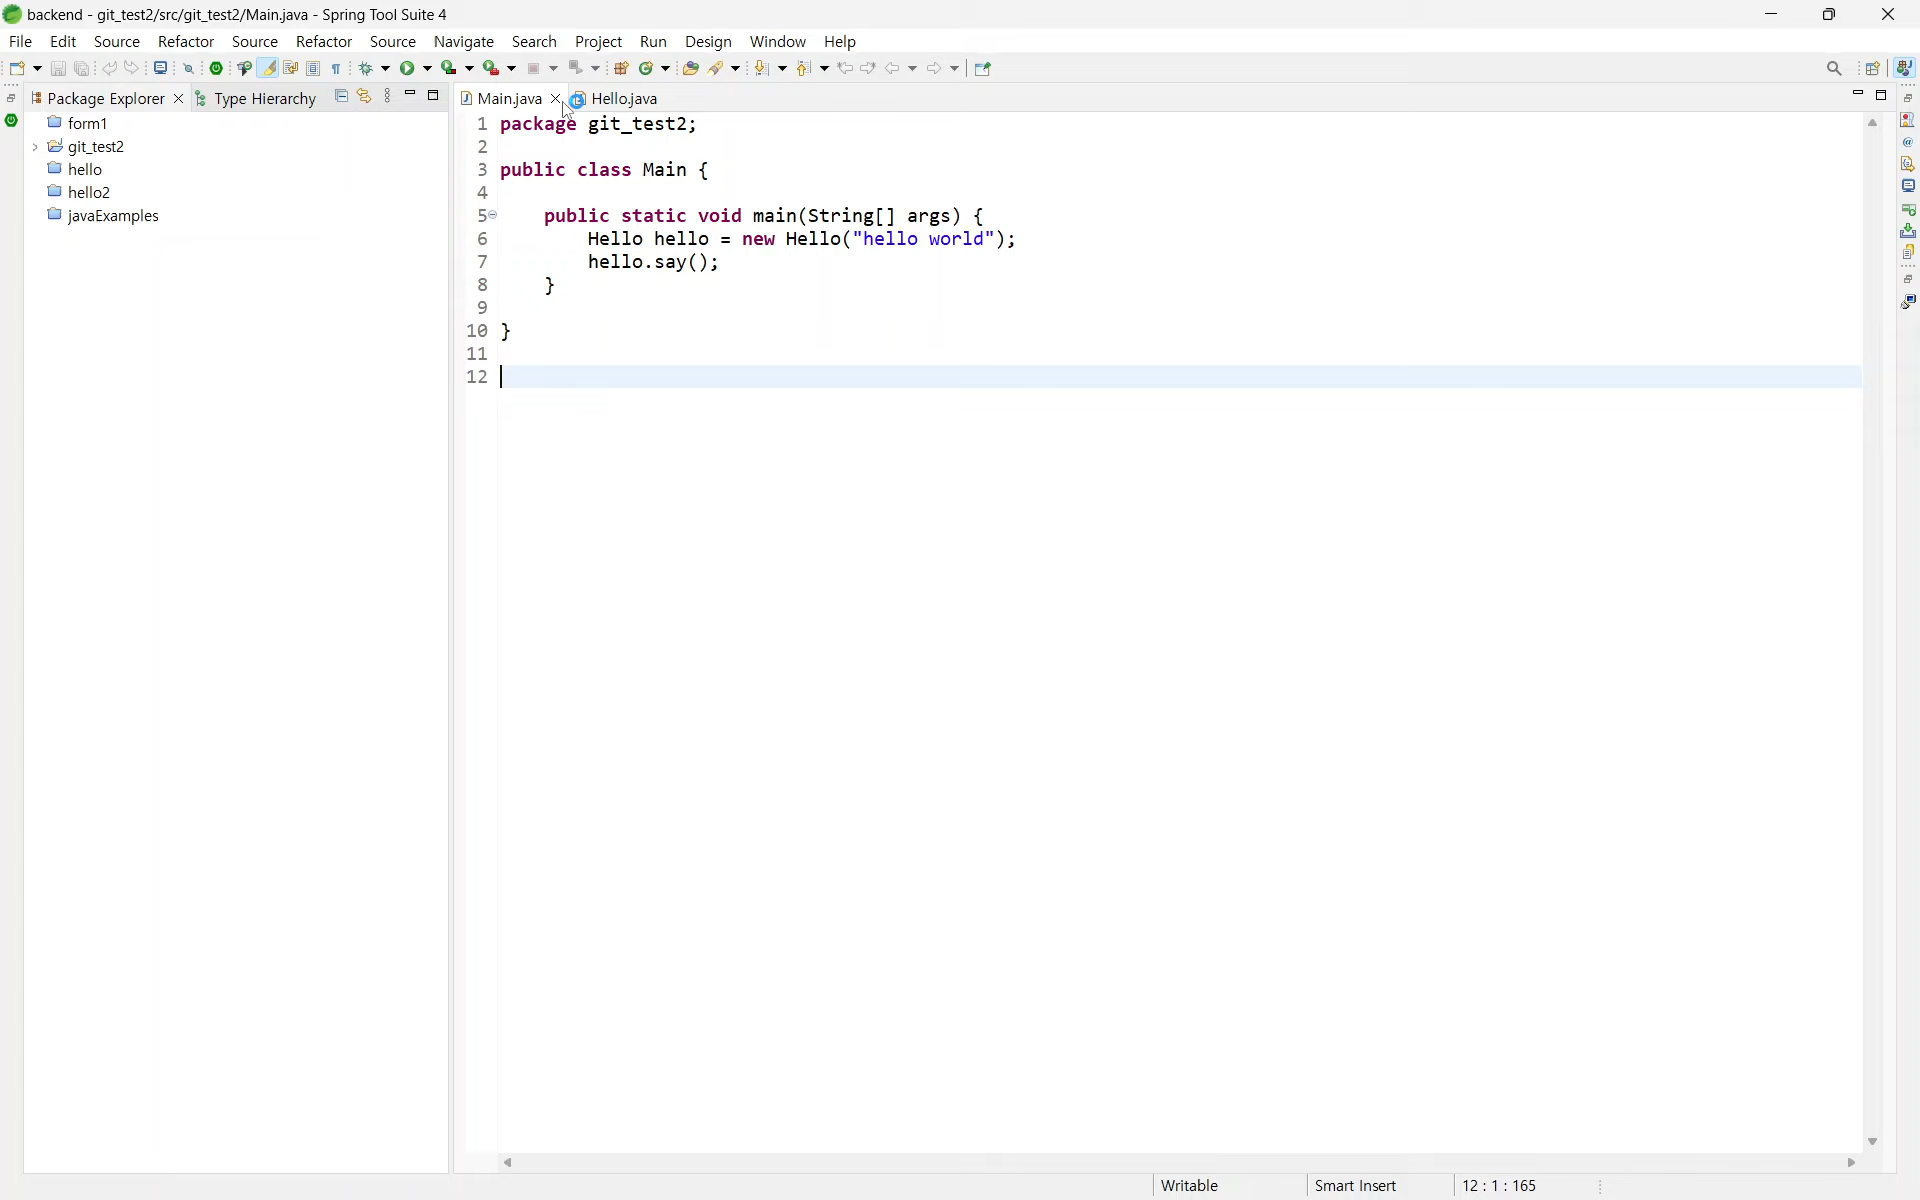 backend - git_test2/src/git_test2/Main.java - Spring Tool Suite 4
File Edit Source Refactor Source Refactor Source Navigate Search Project Run Design Window Help
Package Explorer Type Hierarchy
Main.java Hello.java
form1
git_test2
hello
hello2
javaExamples
1 package git_test2;
2
3 public class Main {
4
5 public static void main(String[] args) {
6 Hello hello = new Hello("hello world");
7 hello.say();
8 }
9
10 }
11
12
Writable Smart Insert 12 : 1 : 165